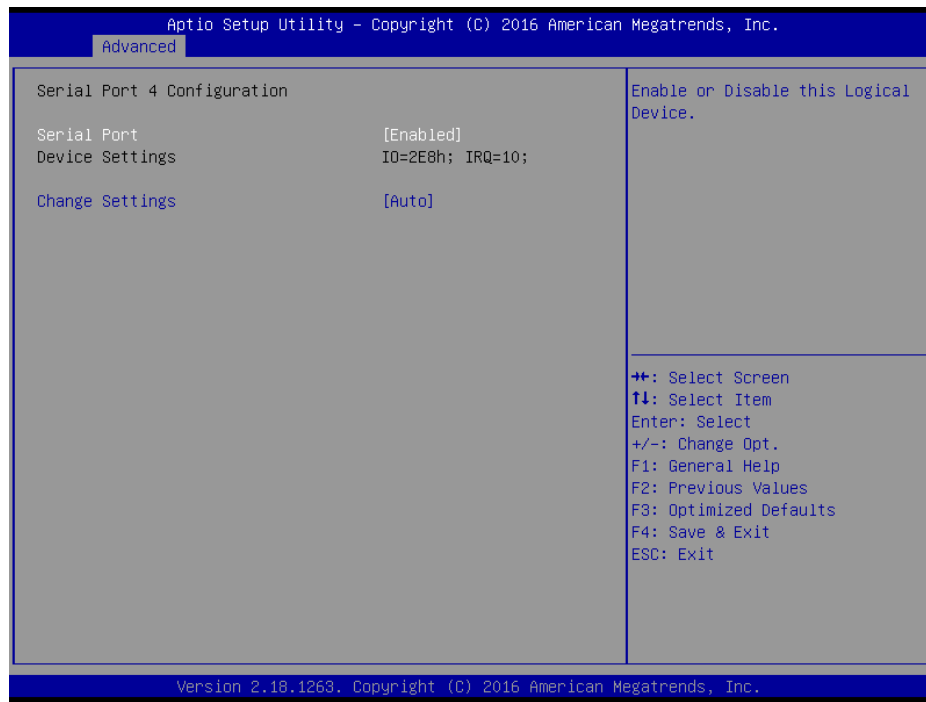 Aptio Setup Utility – Copyright (C) 2016 American Megatrends, Inc.
Advanced
Serial Port 4 Configuration
Serial Port [Enabled]
Device Settings IO=2E8h; IRQ=10;
Change Settings [Auto]
Enable or Disable this Logical
Device.
→←: Select Screen
↑↓: Select Item
Enter: Select
+/-: Change Opt.
F1: General Help
F2: Previous Values
F3: Optimized Defaults
F4: Save & Exit
ESC: Exit
Version 2.18.1263. Copyright (C) 2016 American Megatrends, Inc.